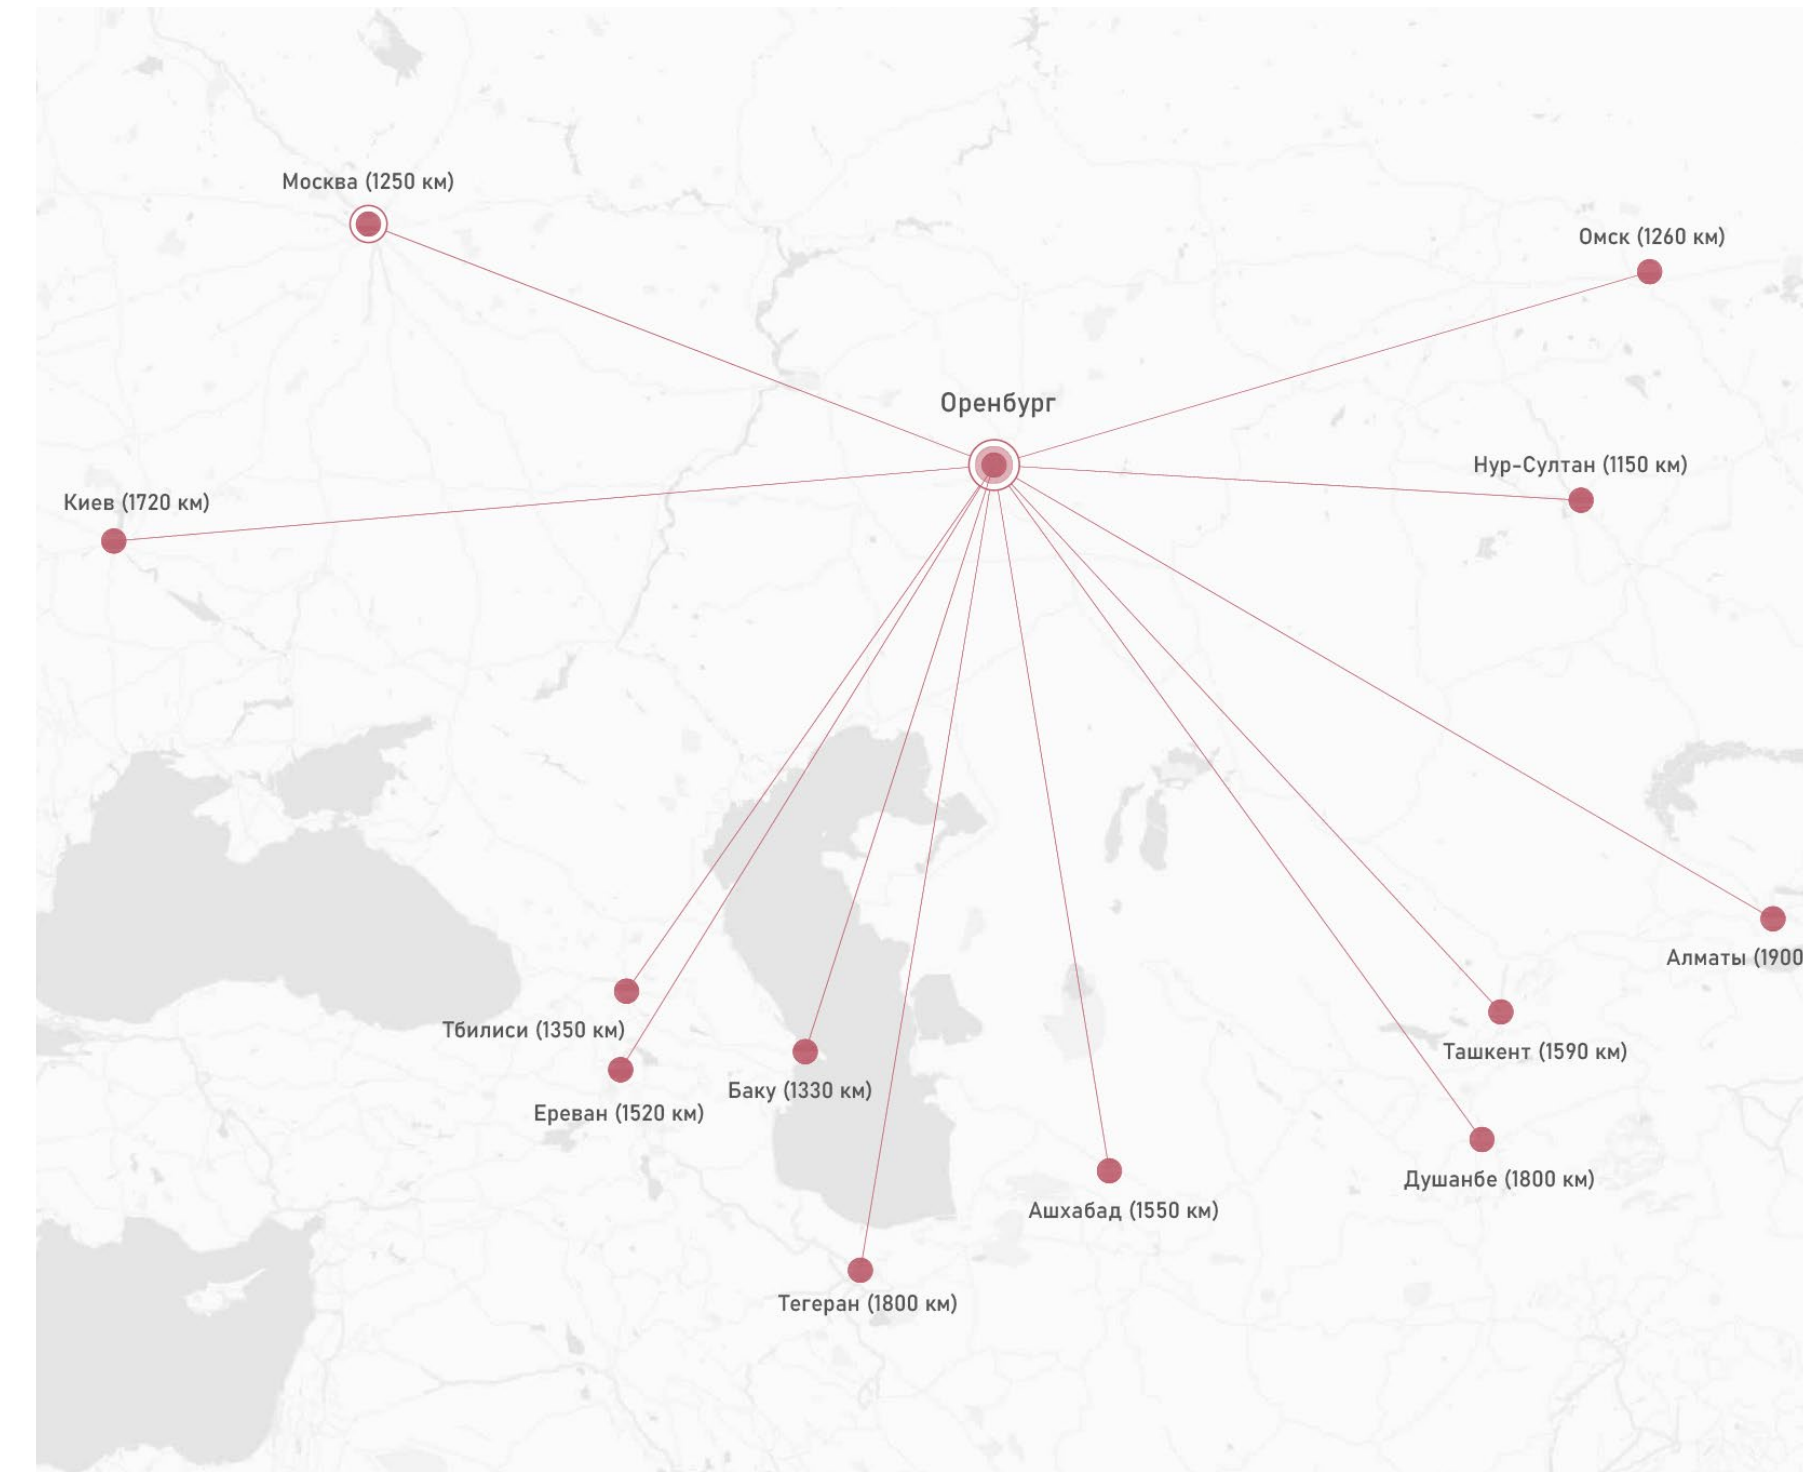 Москва (1250 км)
Омск (1260 км)
Оренбург
Нур-Султан (1150 км)
Киев (1720 км)
Алматы (1900
Тбилиси (1350 км)
Ташкент (1590 км)
Баку (1330 км)
Ереван (1520 км)
Душанбе (1800 км)
Ашхабад (1550 км)
Тегеран (1800 км)